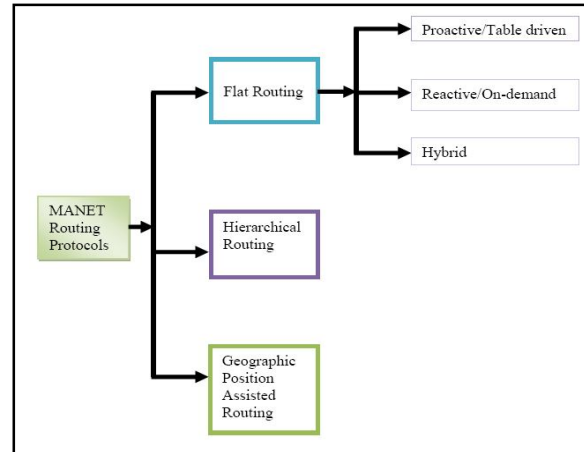 Proactive/Table driven
Flat Routing
Reactive/On-demand
Hybrid
MANET
Routing
Protocols
Hierarchical
Routing
Geographic
Position
Assisted
Routing